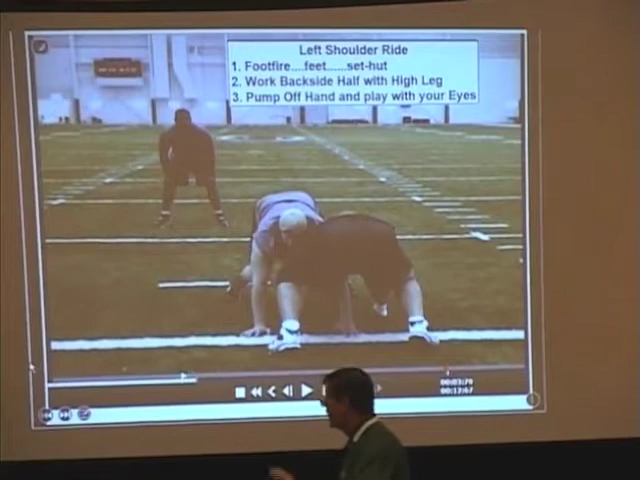 Left Shoulder Ride
1. Footfire....feet......set-hut
2. Work Backside Half with High Leg
3. Pump Off Hand and play with your Eyes